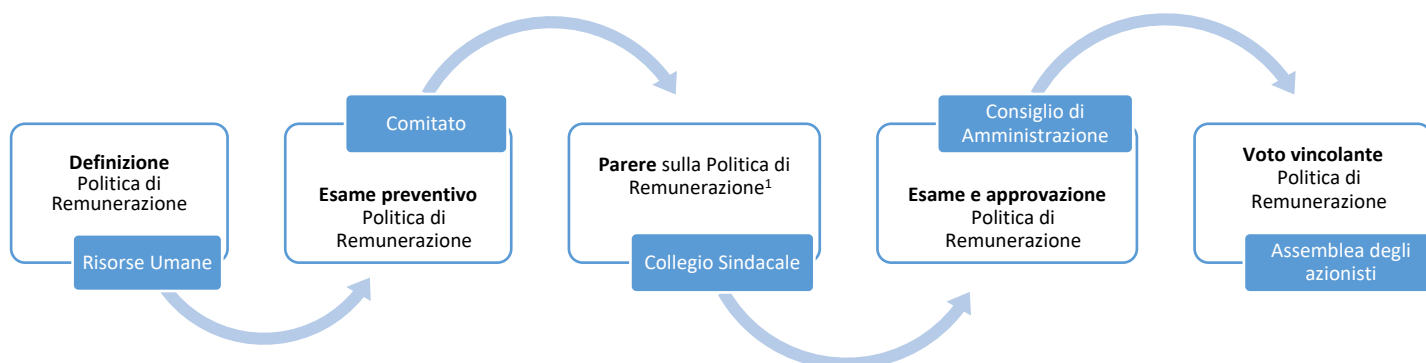 Definizione
Politica di
Remunerazione
Risorse Umane
Comitato
Esame preventivo
Politica di
Remunerazione
Parere sulla Politica di
Remunerazione¹
Collegio Sindacale
Consiglio di
Amministrazione
Esame e approvazione
Politica di
Remunerazione
Voto vincolante
Politica di
Remunerazione
Assemblea degli
azionisti